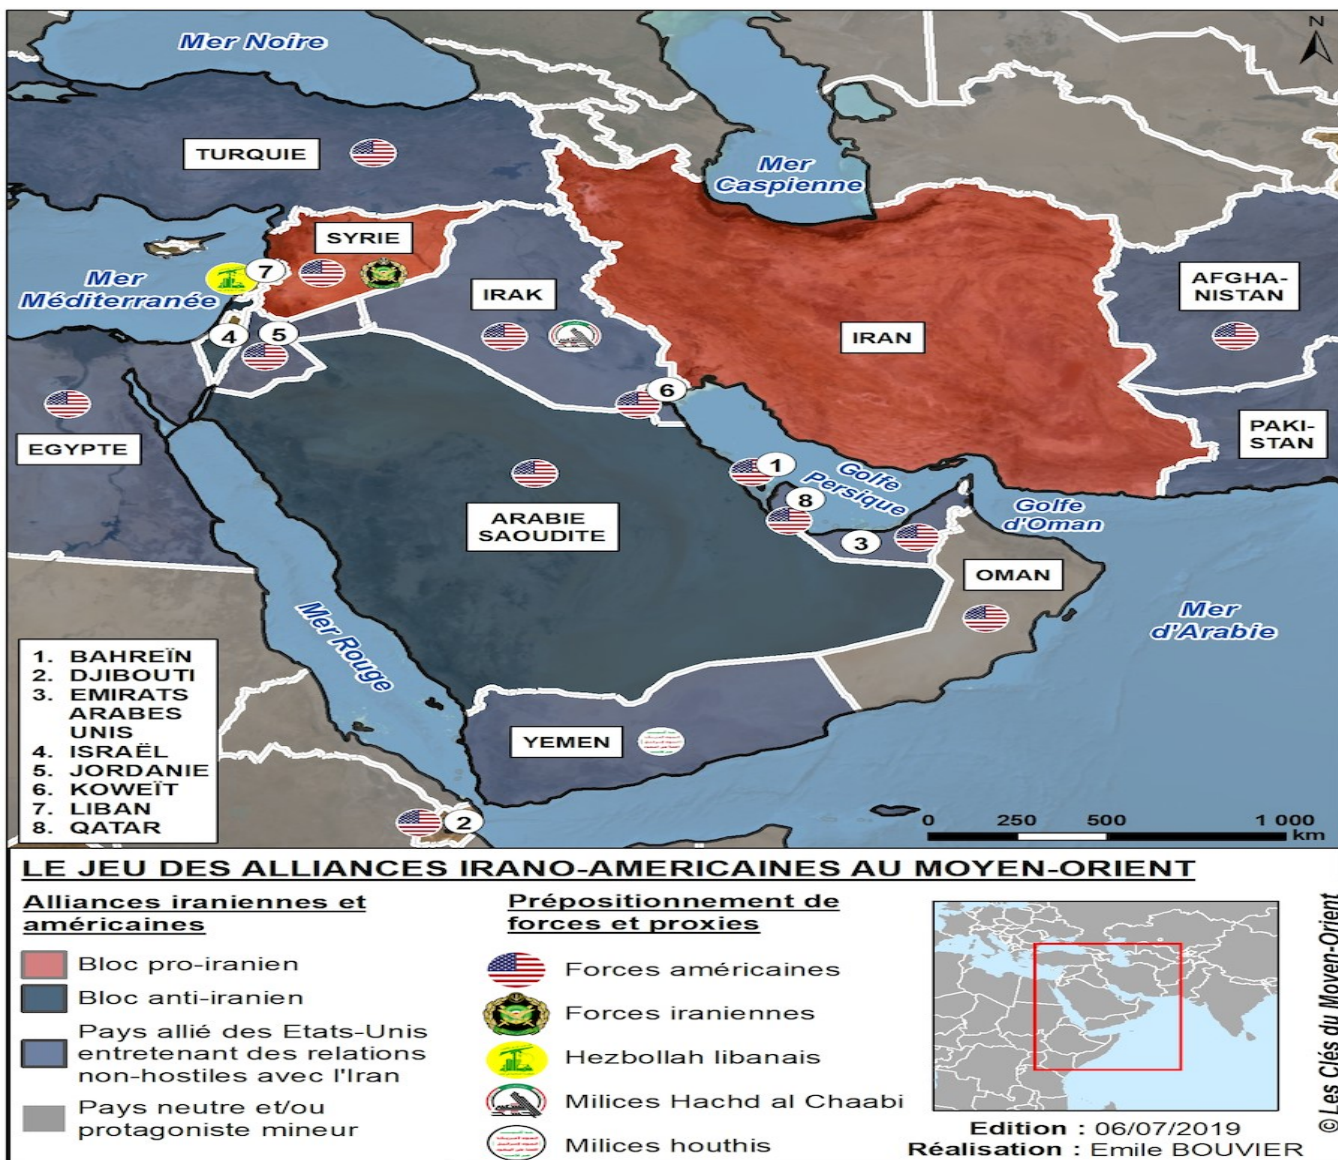 Mer Noire
N
TURQUIE
Mer
Caspienne
SYRIE
7
Mer
Méditerranée
IRAK
AFGHA-
NISTAN
4
5
IRAN
6
EGYPTE
PAKI-
STAN
1
Golfe
Persique
8
ARABIE
SAOUDITE
Golfe
d'Oman
3
OMAN
Mer Rouge
Mer
d'Arabie
YEMEN
2
1. BAHREÏN
2. DJIBOUTI
3. EMIRATS
ARABES
UNIS
4. ISRAËL
5. JORDANIE
6. KOWEÏT
7. LIBAN
8. QATAR
0 250 500 1 000
km
LE JEU DES ALLIANCES IRANO-AMERICAINES AU MOYEN-ORIENT
Alliances iraniennes et
américaines
Bloc pro-iranien
Bloc anti-iranien
Pays allié des Etats-Unis
entretenant des relations
non-hostiles avec l'Iran
Pays neutre et/ou
protagoniste mineur
Prépositionnement de
forces et proxies
Forces américaines
Forces iraniennes
Hezbollah libanais
Milices Hachd al Chaabi
Milices houthis
Edition : 06/07/2019
Réalisation : Emile BOUVIER
© Les Clés du Moyen-Orient